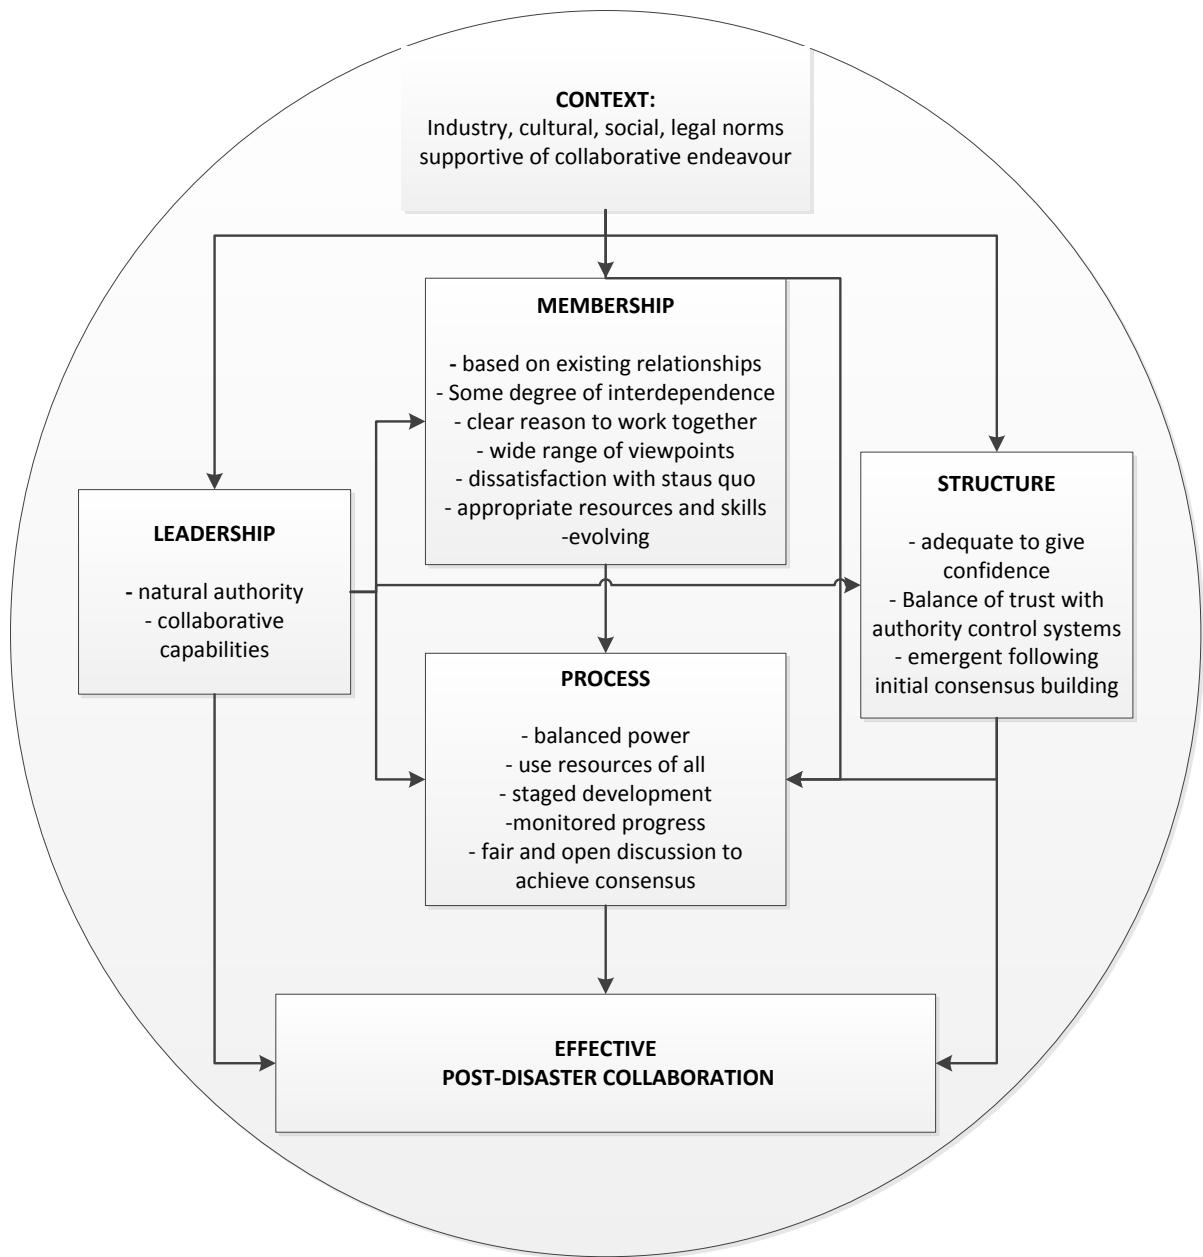 CONTEXT:
Industry, cultural, social, legal norms
supportive of collaborative endeavour
MEMBERSHIP
- based on existing relationships
- Some degree of interdependence
- clear reason to work together
- wide range of viewpoints
- dissatisfaction with staus quo
- appropriate resources and skills
-evolving
LEADERSHIP
- natural authority
- collaborative
capabilities
STRUCTURE
- adequate to give
confidence
- Balance of trust with
authority control systems
- emergent following
initial consensus building
PROCESS
- balanced power
- use resources of all
- staged development
-monitored progress
- fair and open discussion to
achieve consensus
EFFECTIVE
POST-DISASTER COLLABORATION